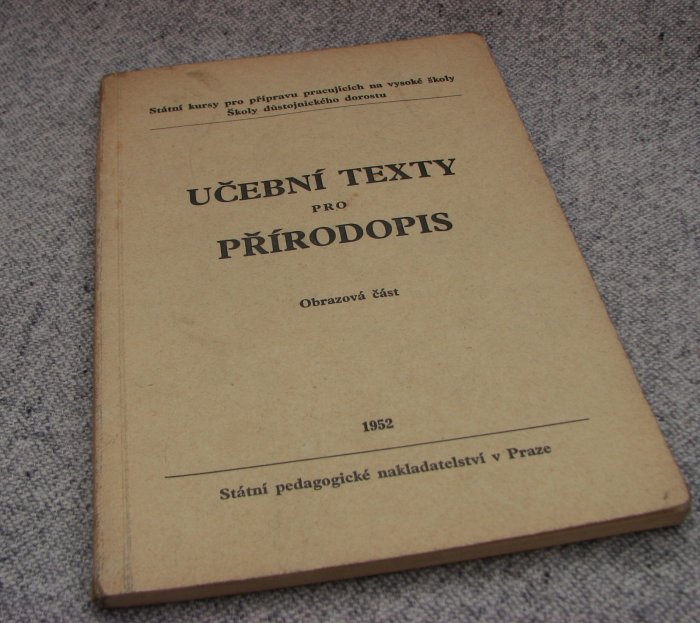 Státní kursy pro přípravu pracujících na vysoké školy
Školy důstojnického dorostu
UČEBNÍ TEXTY
PRO
PŘÍRODOPIS
Obrazová část
1952
Státní pedagogické nakladatelství v Praze